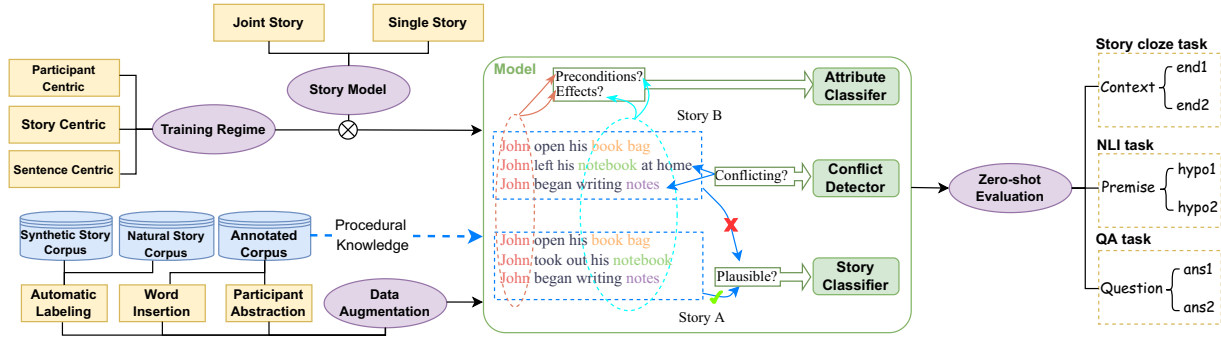 Joint Story
Single Story
Participant
Centric
Story Centric
Sentence Centric
Training Regime
Story Model
Synthetic Story
Corpus
Natural Story
Corpus
Annotated
Corpus
Procedural
Knowledge
Automatic
Labeling
Word
Insertion
Participant
Abstraction
Data
Augmentation
Model
Preconditions?
Effects?
Attribute
Classifer
Story B
John open his book bag
John left his notebook at home
John began writing notes
Conflicting?
Conflict
Detector
John open his book bag
John took out his notebook
John began writing notes
Plausible?
Story
Classifier
Story A
Zero-shot
Evaluation
Story cloze task
Context
end1
end2
NLI task
Premise
hypo1
hypo2
QA task
Question
ans1
ans2